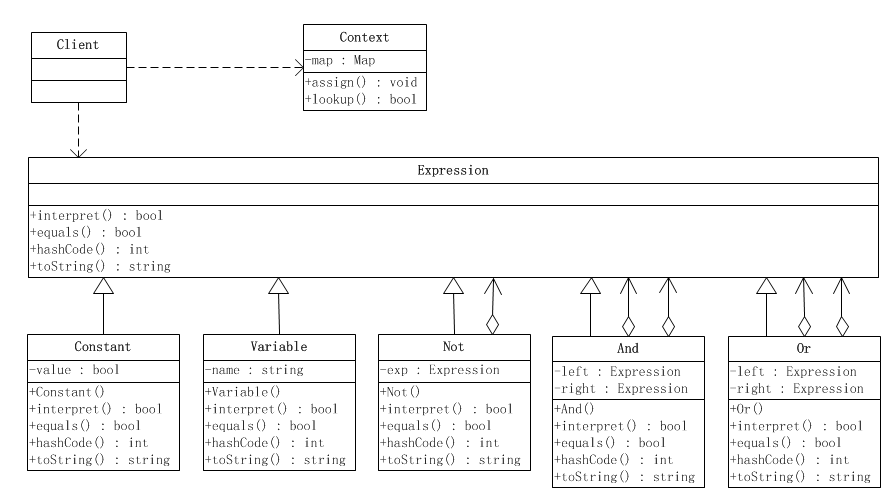 Client
Context
-map : Map
+assign() : void
+lookup() : bool
Expression
+interpret() : bool
+equals() : bool
+hashCode() : int
+toString() : string
Constant
-value : bool
+Constant()
+interpret() : bool
+equals() : bool
+hashCode() : int
+toString() : string
Variable
-name : string
+Variable()
+interpret() : bool
+equals() : bool
+hashCode() : int
+toString() : string
Not
-exp : Expression
+Not()
+interpret() : bool
+equals() : bool
+hashCode() : int
+toString() : string
And
-left : Expression
-right : Expression
+And()
+interpret() : bool
+equals() : bool
+hashCode() : int
+toString() : string
Or
-left : Expression
-right : Expression
+Or()
+interpret() : bool
+equals() : bool
+hashCode() : int
+toString() : string